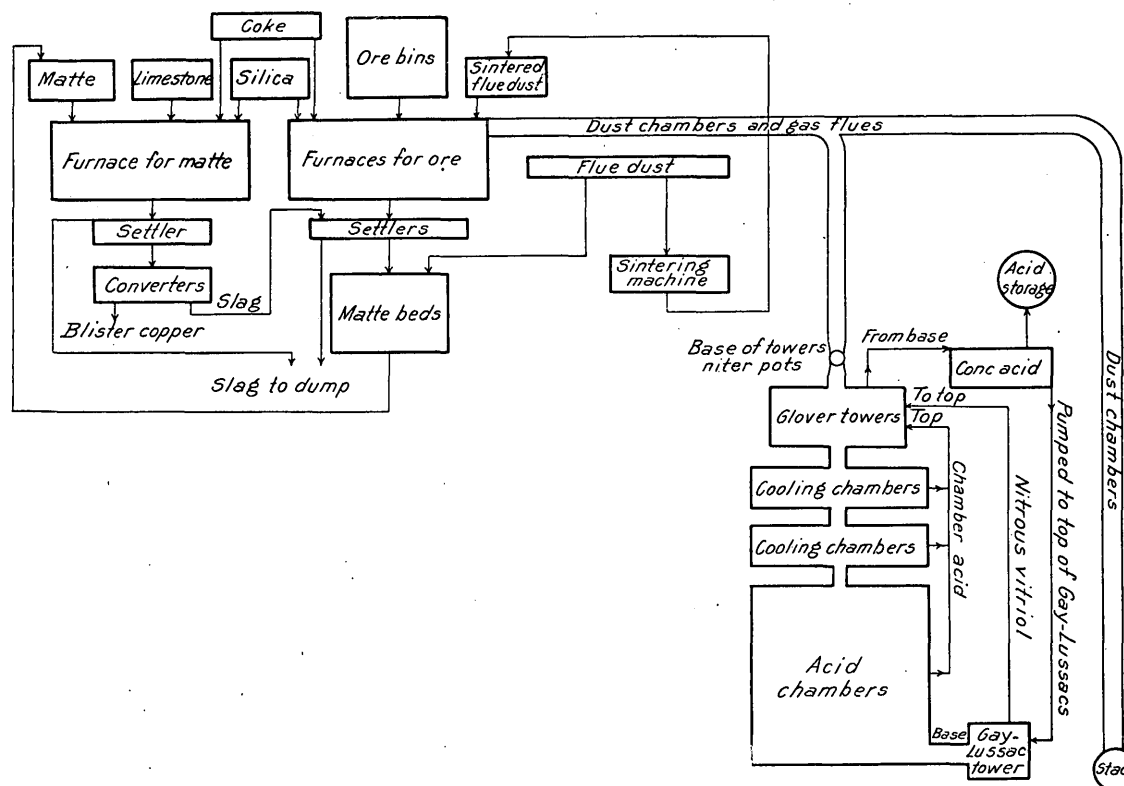 Coke
Ore bins
Matte
Limestone
Silica
Sintered
flue dust
Dust chambers and gas flues
Furnace for matte
Furnaces for ore
Flue dust
Settler
Settlers
Sintering
machine
Converters
Slag
Matte beds
Blister copper
Slag to dump
Acid
storage
From base
Base of towers
niter pots
Conc acid
To top
Glover towers
Top
Cooling chambers
Cooling chambers
Chamber acid
Nitrous vitriol
Pumped to top of Gay-Lussacs
Dust chambers
Acid
chambers
Base
Gay-
Lussac
tower